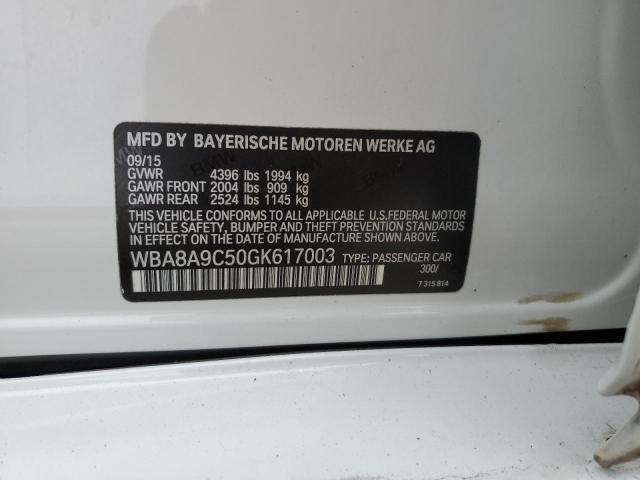 MFD BY BAYERISCHE MOTOREN WERKE AG
09/15
GVWR 4396 lbs 1994 kg
GAWR FRONT 2004 lbs 909 kg
GAWR REAR 2524 lbs 1145 kg
THIS VEHICLE CONFORMS TO ALL APPLICABLE U.S.FEDERAL MOTOR
VEHICLE SAFETY, BUMPER AND THEFT PREVENTION STANDARDS IN
EFFECT ON THE DATE OF MANUFACTURE SHOWN ABOVE.
WBA8A9C50GK617003 TYPE: PASSENGER CAR
300/
7 315 814